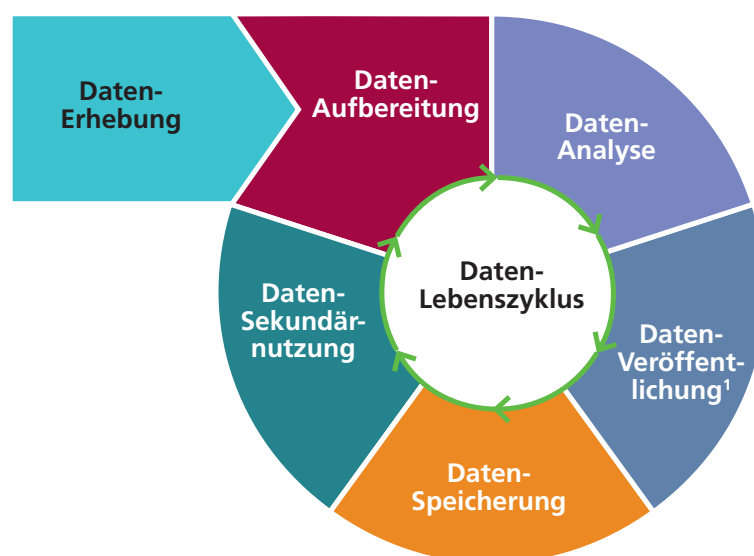 Daten-
Erhebung
Daten-
Aufbereitung
Daten-
Analyse
Daten-
Veröffent-
lichung¹
Daten-
Speicherung
Daten-
Sekundär-
nutzung
Daten-
Lebenszyklus